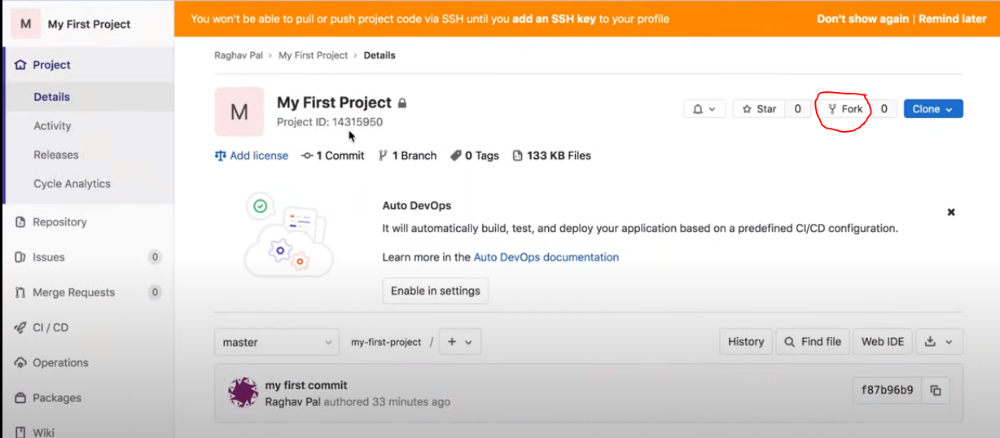 M My First Project
You won't be able to pull or push project code via SSH until you add an SSH key to your profile
Don't show again | Remind later
Project
Details
Activity
Releases
Cycle Analytics
Repository
Issues 0
Merge Requests 0
CI / CD
Operations
Packages
Wiki
Raghav Pal > My First Project > Details
M
My First Project
Project ID: 14315950
Star 0
Fork 0
Clone
Add license 1 Commit 1 Branch 0 Tags 133 KB Files
Auto DevOps
It will automatically build, test, and deploy your application based on a predefined CI/CD configuration.
Learn more in the Auto DevOps documentation
Enable in settings
master my-first-project / +
History Find file Web IDE
my first commit
Raghav Pal authored 33 minutes ago
f87b96b9